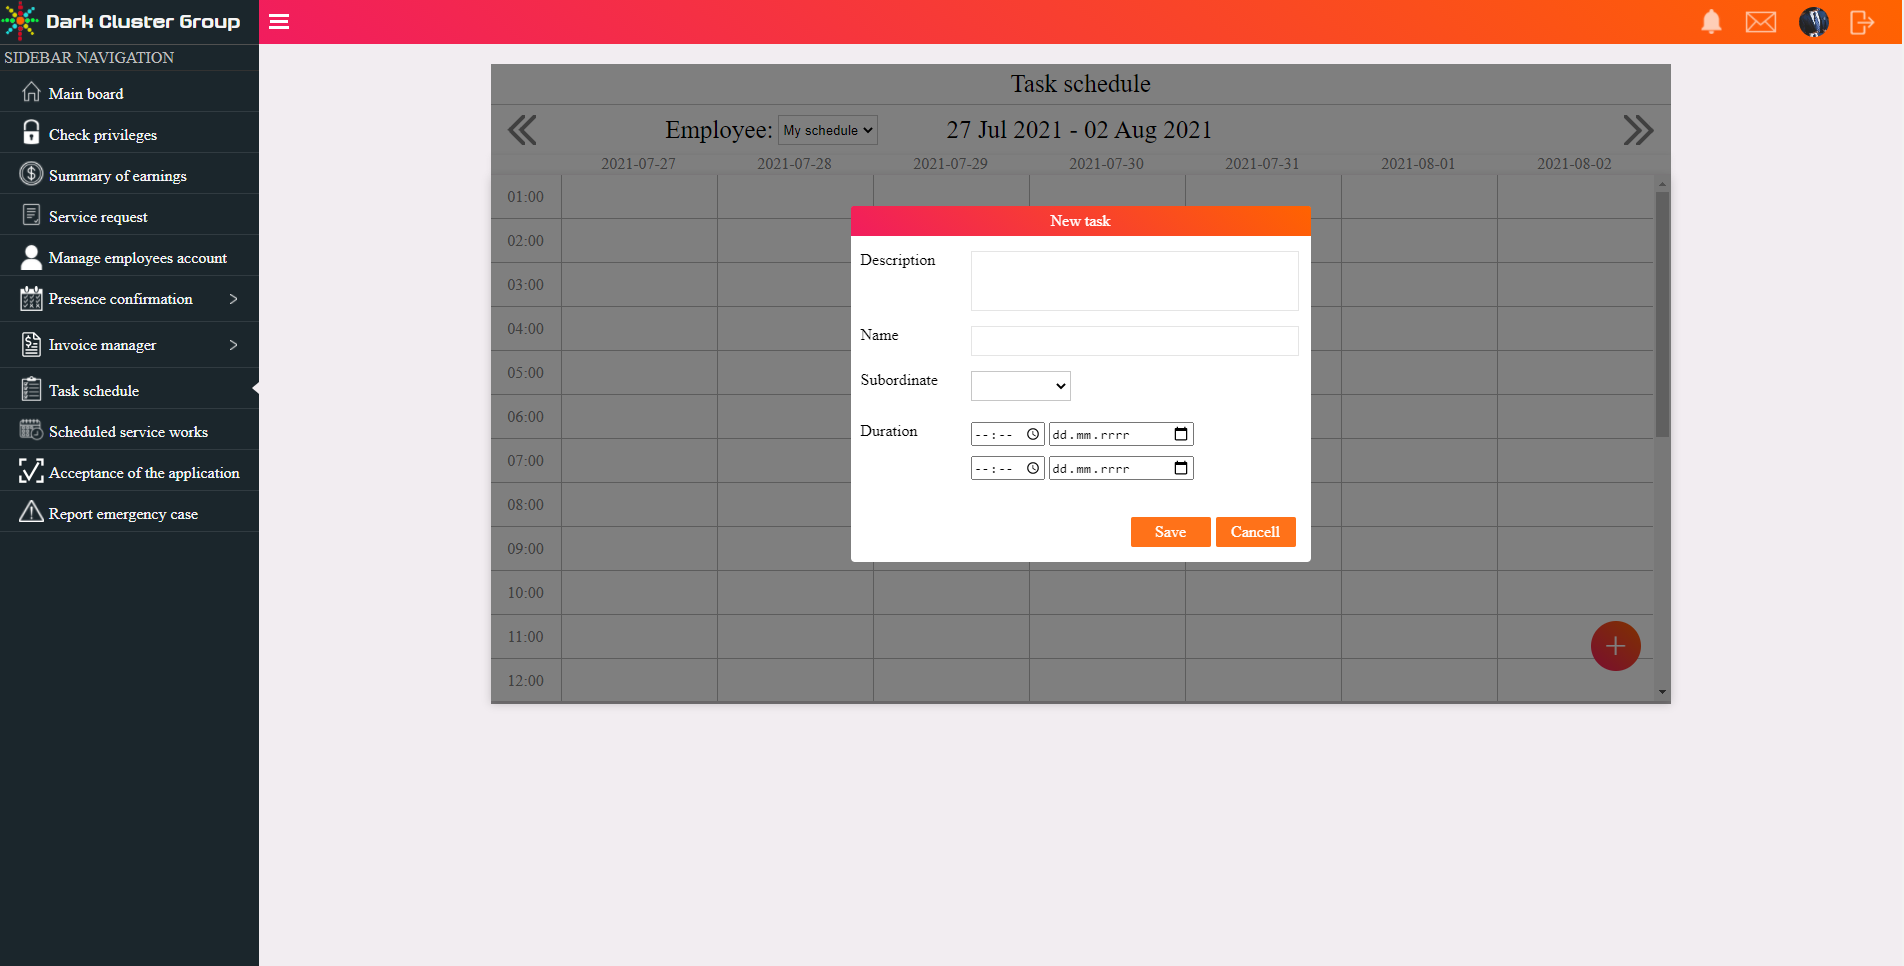 Dark Cluster Group
SIDEBAR NAVIGATION
Main board
Check privileges
Summary of earnings
Service request
Manage employees account
Presence confirmation
Invoice manager
Task schedule
Scheduled service works
Acceptance of the application
Report emergency case
Task schedule
Employee: My schedule 27 Jul 2021 - 02 Aug 2021
2021-07-27 2021-07-28 2021-07-29 2021-07-30 2021-07-31 2021-08-01 2021-08-02
01:00
02:00
03:00
04:00
05:00
06:00
07:00
08:00
09:00
10:00
11:00
12:00
New task
Description
Name
Subordinate
Duration --:-- dd.mm.rrrr
--:-- dd.mm.rrrr
Save Cancell